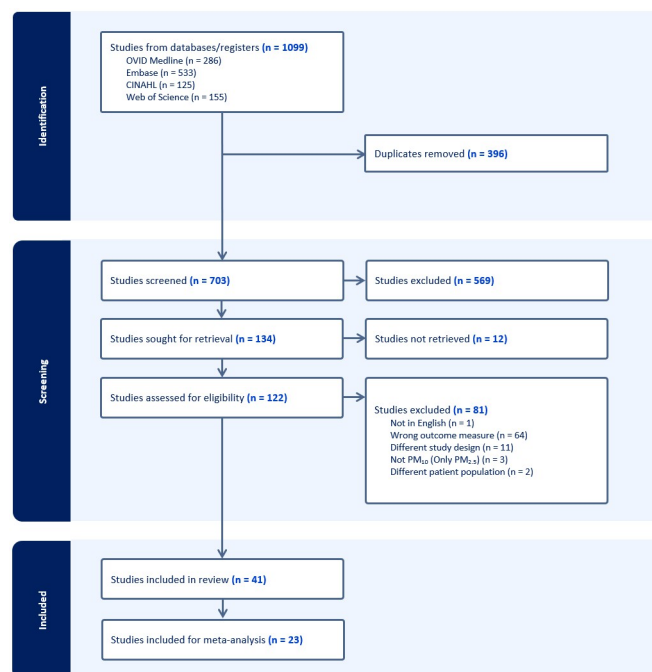 Identification
Studies from databases/registers (n = 1099)
OVID Medline (n = 286)
Embase (n = 533)
CINAHL (n = 125)
Web of Science (n = 155)
Duplicates removed (n = 396)
Screening
Studies screened (n = 703)
Studies excluded (n = 569)
Studies sought for retrieval (n = 134)
Studies not retrieved (n = 12)
Studies assessed for eligibility (n = 122)
Studies excluded (n = 81)
Not in English (n = 1)
Wrong outcome measure (n = 64)
Different study design (n = 11)
Not PM₁₀ (Only PM₂.₅) (n = 3)
Different patient population (n = 2)
Included
Studies included in review (n = 41)
Studies included for meta-analysis (n = 23)